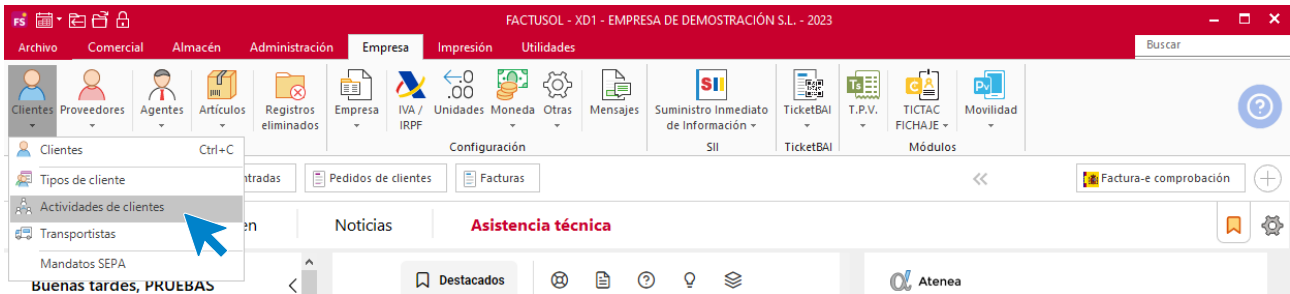 FS
FACTUSOL - XD1 - EMPRESA DE DEMOSTRACIÓN S.L. - 2023
Archivo Comercial Almacén Administración Empresa Impresión Utilidades Buscar
Clientes Proveedores Agentes Artículos Registros eliminados Empresa IVA / IRPF Unidades Moneda Otras Mensajes Suministro Inmediato de Información TicketBAI T.P.V. TICTAC FICHAJE Movilidad
Configuración SII TicketBAI Módulos
Clientes Ctrl+C
Tipos de cliente
Actividades de clientes
Transportistas
Mandatos SEPA
ntradas Pedidos de clientes Facturas Factura-e comprobación
en Noticias Asistencia técnica
Buenas tardes, PRUEBAS
Destacados
Atenea